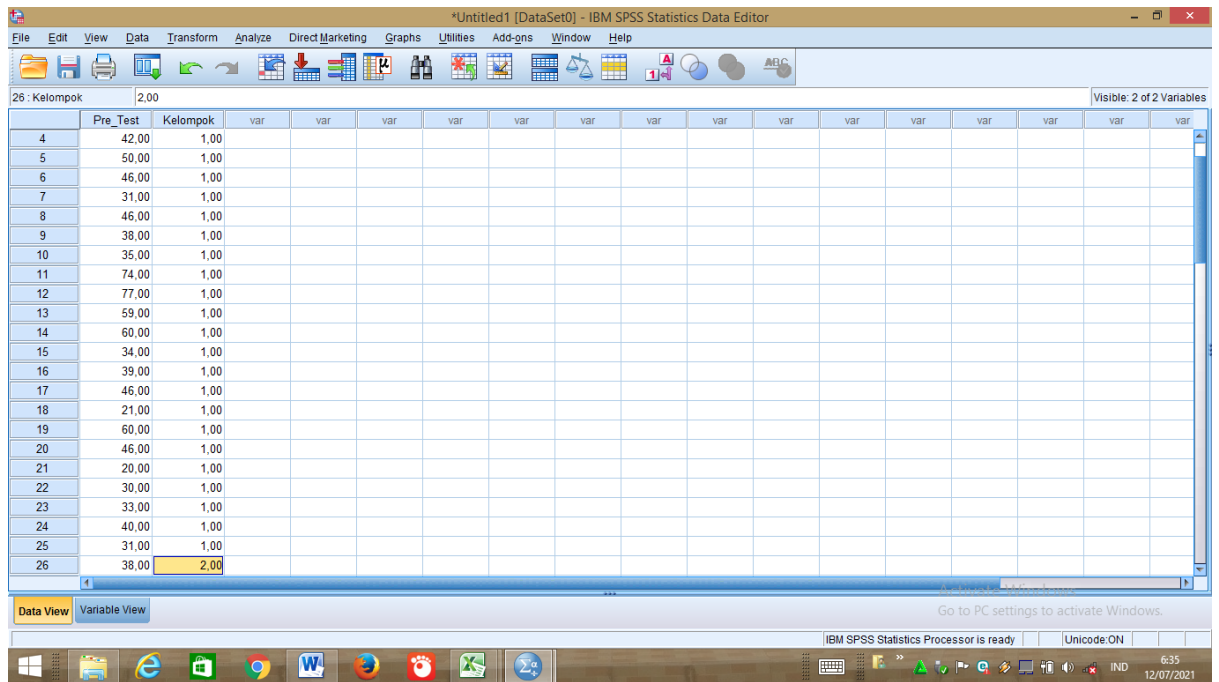 *Untitled1 [DataSet0] - IBM SPSS Statistics Data Editor
File Edit View Data Transform Analyze Direct Marketing Graphs Utilities Add-ons Window Help
26 : Kelompok 2,00 Visible: 2 of 2 Variables
Pre_Test Kelompok var var var var var var var var var var var var var var var
4 42,00 1,00
5 50,00 1,00
6 46,00 1,00
7 31,00 1,00
8 46,00 1,00
9 38,00 1,00
10 35,00 1,00
11 74,00 1,00
12 77,00 1,00
13 59,00 1,00
14 60,00 1,00
15 34,00 1,00
16 39,00 1,00
17 46,00 1,00
18 21,00 1,00
19 60,00 1,00
20 46,00 1,00
21 20,00 1,00
22 30,00 1,00
23 33,00 1,00
24 40,00 1,00
25 31,00 1,00
26 38,00 2,00
Data View Variable View
Go to PC settings to activate Windows.
IBM SPSS Statistics Processor is ready Unicode:ON
IND 6:35
12/07/2021